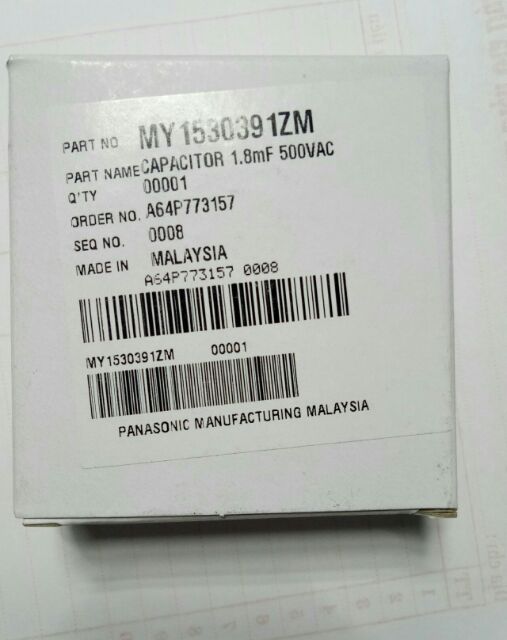 PART NO MY1530391ZM
PART NAME CAPACITOR 1.8mF 500VAC
Q'TY 00001
ORDER NO. A64P773157
SEQ NO. 0008
MADE IN MALAYSIA
A64P773157 0008
MY1530391ZM 00001
PANASONIC MANUFACTURING MALAYSIA